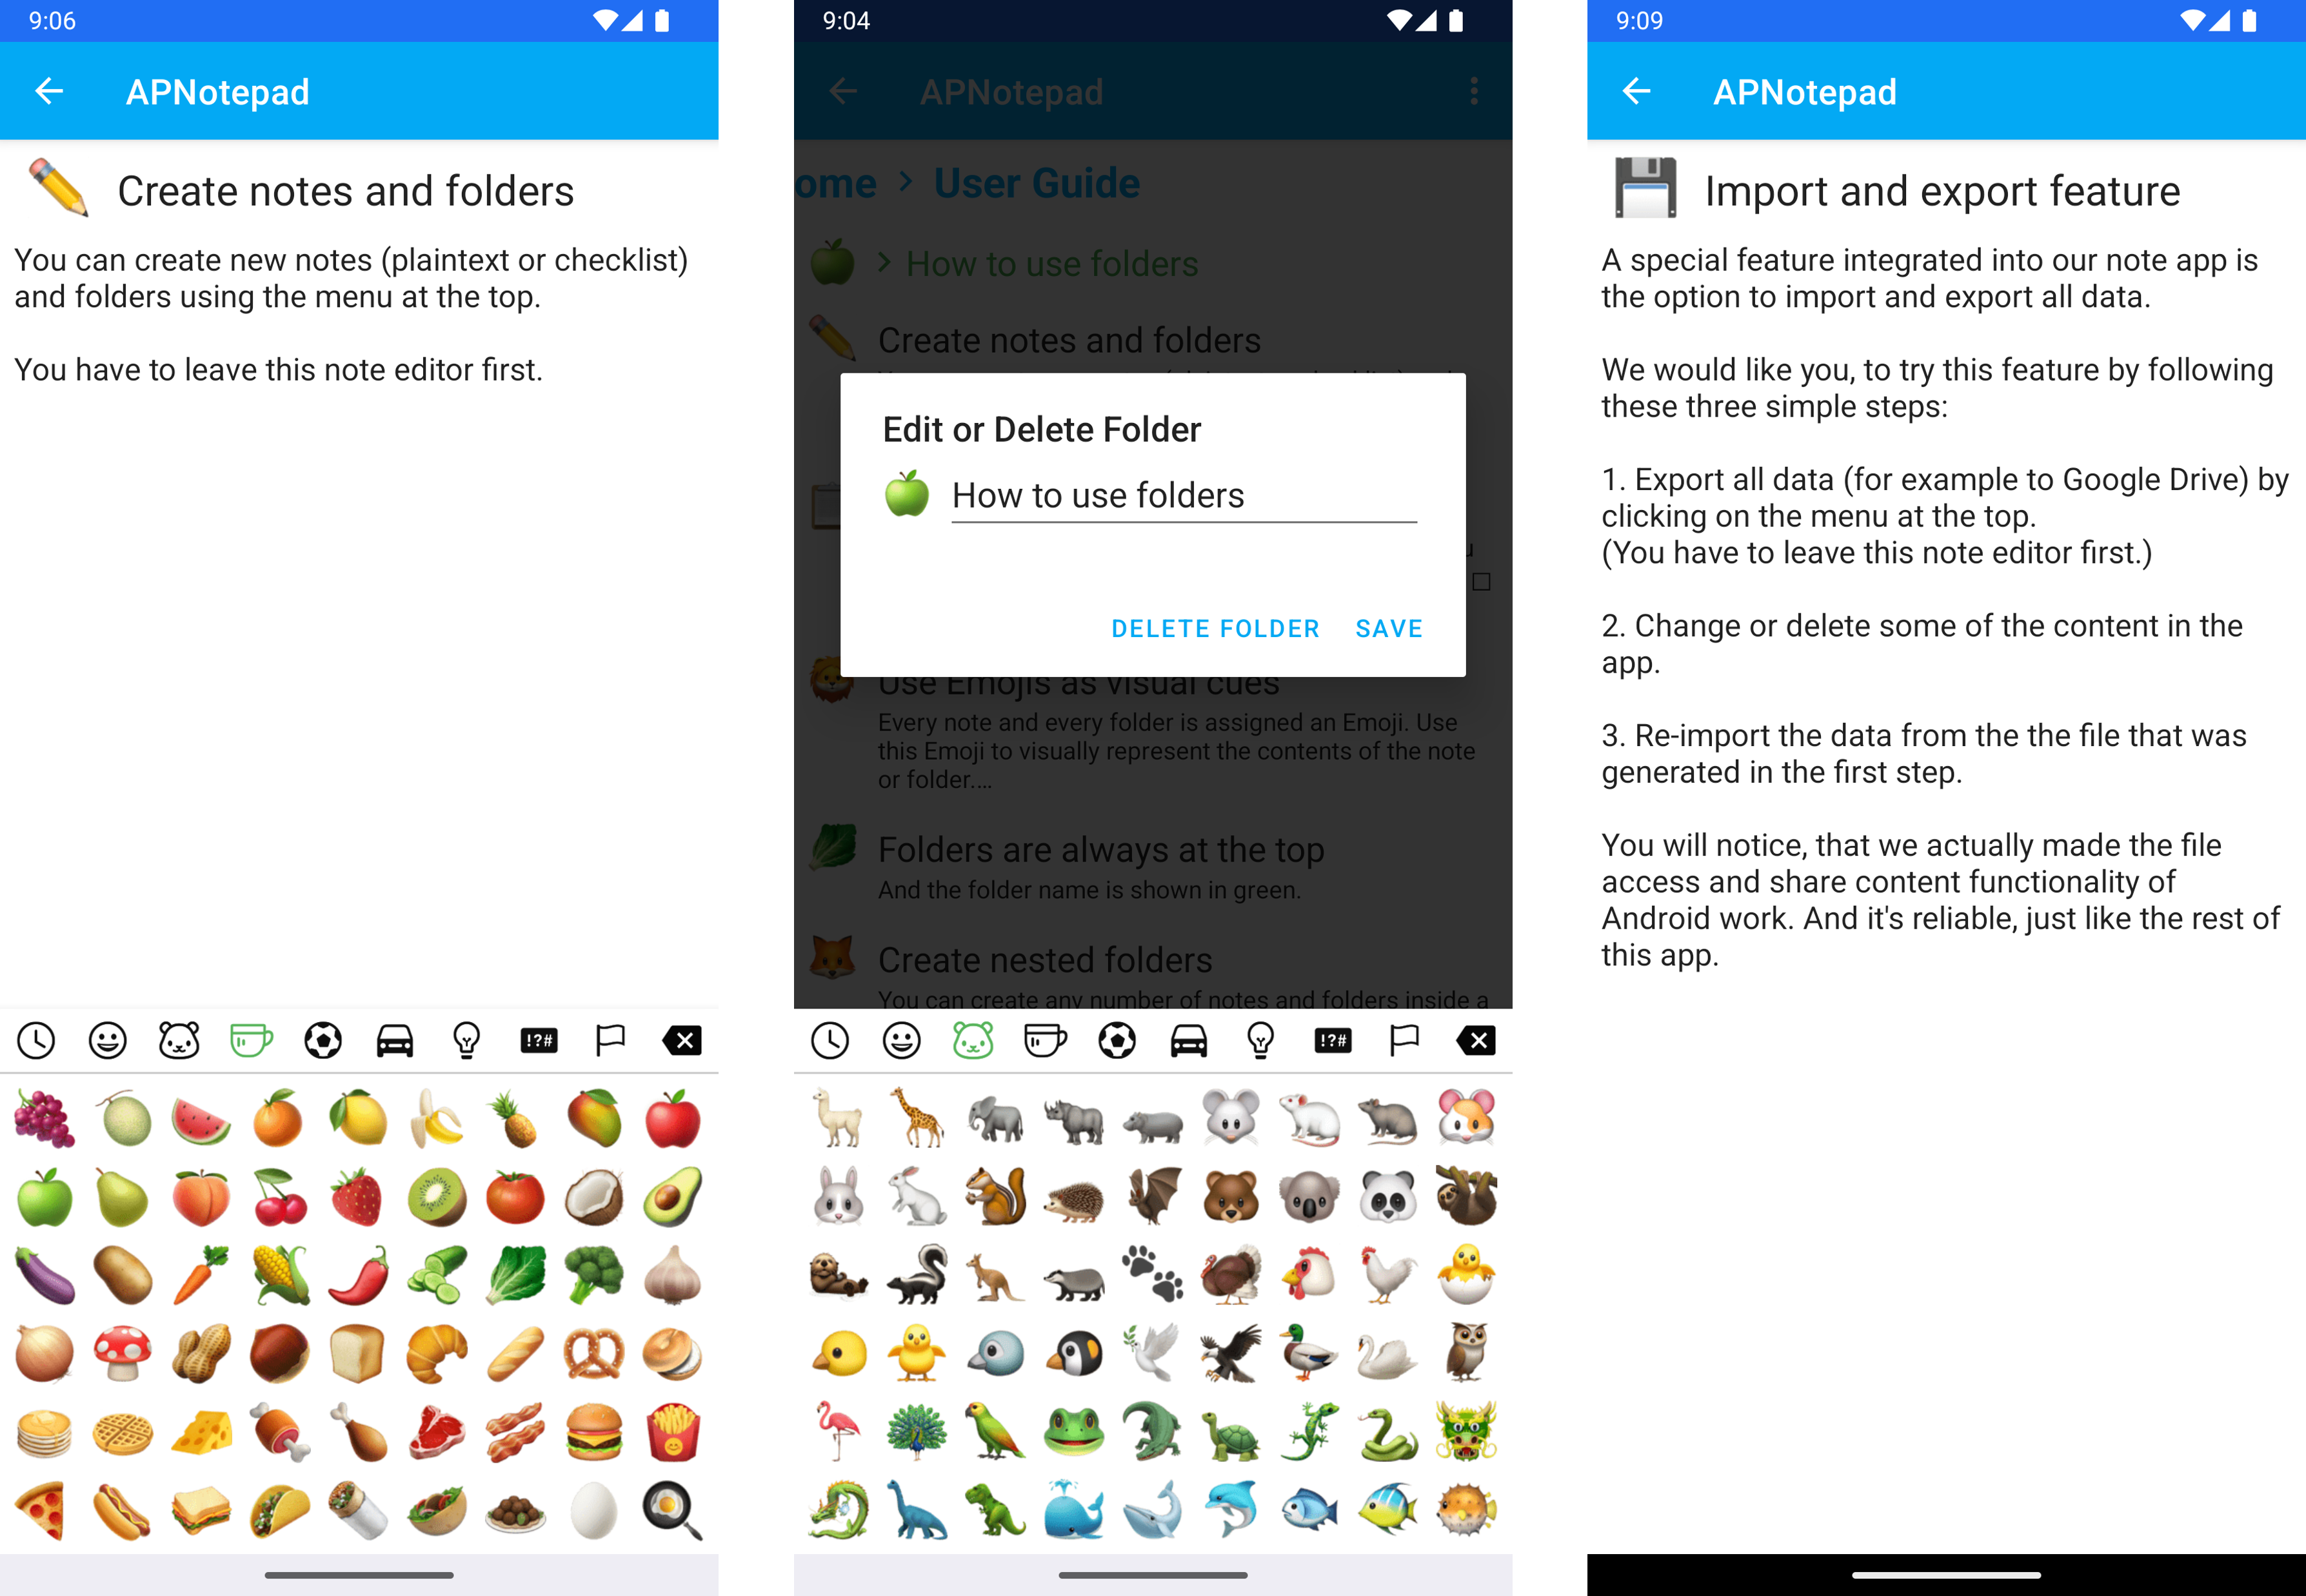 9:06
APNotepad
Create notes and folders
You can create new notes (plaintext or checklist)
and folders using the menu at the top.
You have to leave this note editor first.
!?#
9:04
APNotepad
ome > User Guide
> How to use folders
Create notes and folders
Edit or Delete Folder
How to use folders
DELETE FOLDER SAVE
Use Emojis as visual cues
Every note and every folder is assigned an Emoji. Use
this Emoji to visually represent the contents of the note
or folder.…
Folders are always at the top
And the folder name is shown in green.
Create nested folders
You can create any number of notes and folders inside a
!?#
9:09
APNotepad
Import and export feature
A special feature integrated into our note app is
the option to import and export all data.
We would like you, to try this feature by following
these three simple steps:
1. Export all data (for example to Google Drive) by
clicking on the menu at the top.
(You have to leave this note editor first.)
2. Change or delete some of the content in the
app.
3. Re-import the data from the the file that was
generated in the first step.
You will notice, that we actually made the file
access and share content functionality of
Android work. And it's reliable, just like the rest of
this app.